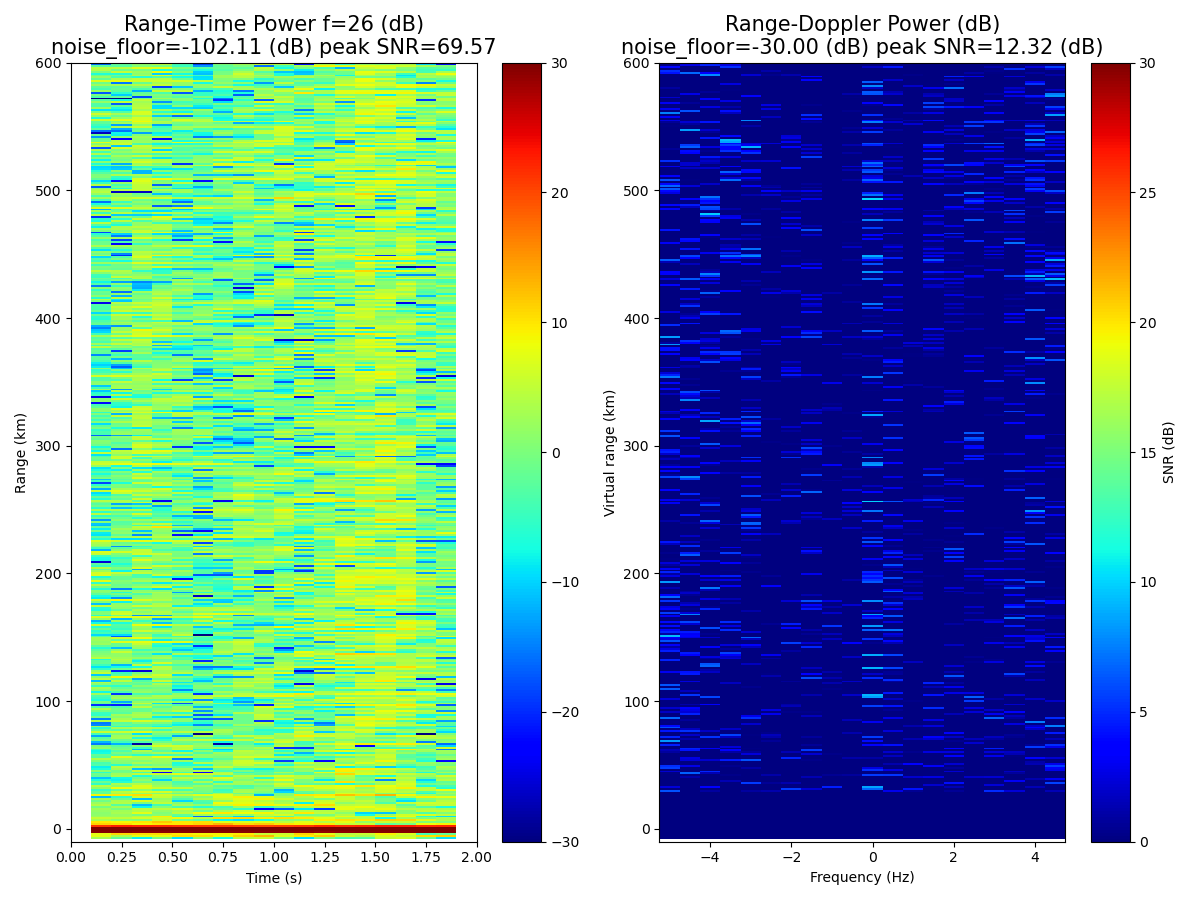 Range-Time Power f=26 (dB)
noise_floor=-102.11 (dB) peak SNR=69.57
Range (km)
600
500
400
300
200
100
0
0.00 0.25 0.50 0.75 1.00 1.25 1.50 1.75 2.00
Time (s)
30
20
10
0
−10
−20
−30
Range-Doppler Power (dB)
noise_floor=-30.00 (dB) peak SNR=12.32 (dB)
Virtual range (km)
600
500
400
300
200
100
0
−4 −2 0 2 4
Frequency (Hz)
30
25
20
15
10
5
0
SNR (dB)